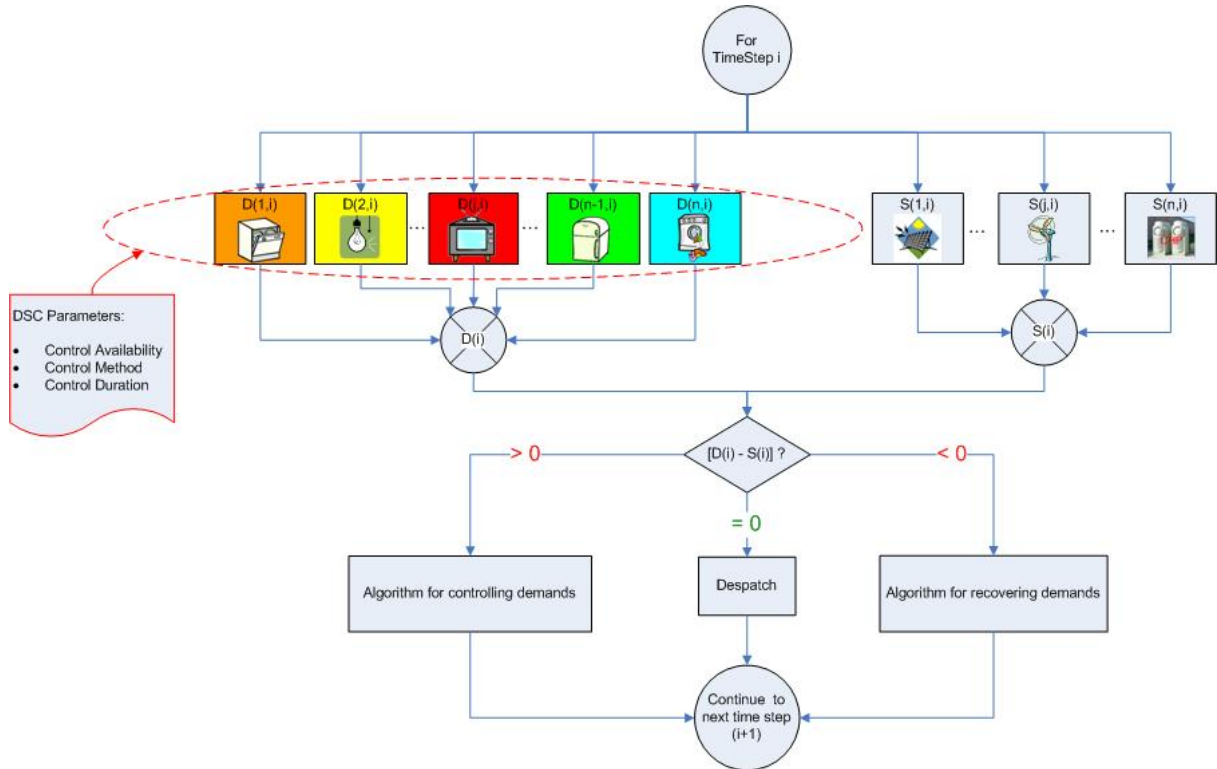 For
TimeStep i
D(1,i)
D(2,i)
...
D(j,i)
...
D(n-1,i)
D(n,i)
S(1,i)
...
S(j,i)
...
S(n,i)
CHP
DSC Parameters:
• Control Availability
• Control Method
• Control Duration
D(i)
S(i)
[D(i) - S(i)] ?
> 0
< 0
= 0
Algorithm for controlling demands
Despatch
Algorithm for recovering demands
Continue to
next time step
(i+1)